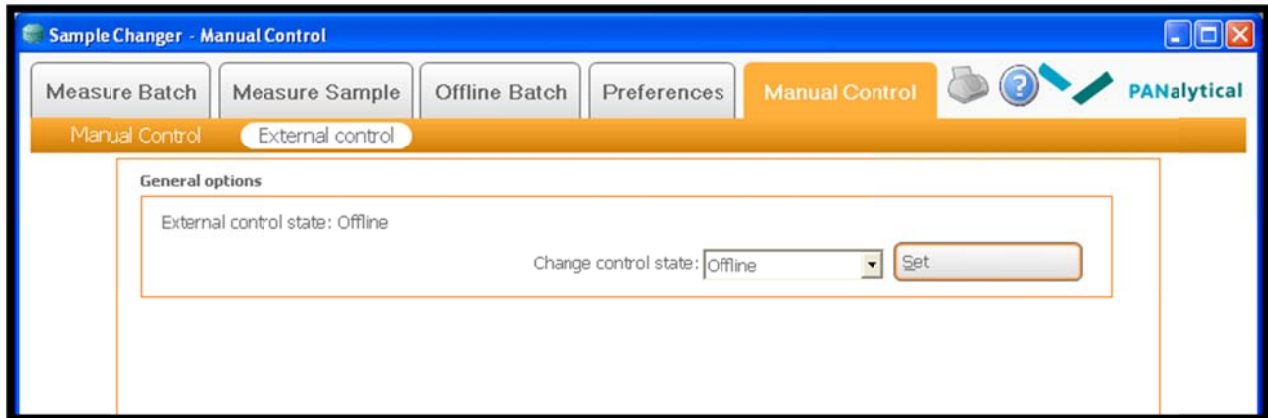 Sample Changer - Manual Control
Measure Batch Measure Sample Offline Batch Preferences Manual Control ? PANalytical
Manual Control External control
General options
External control state: Offline
Change control state: Offline Set